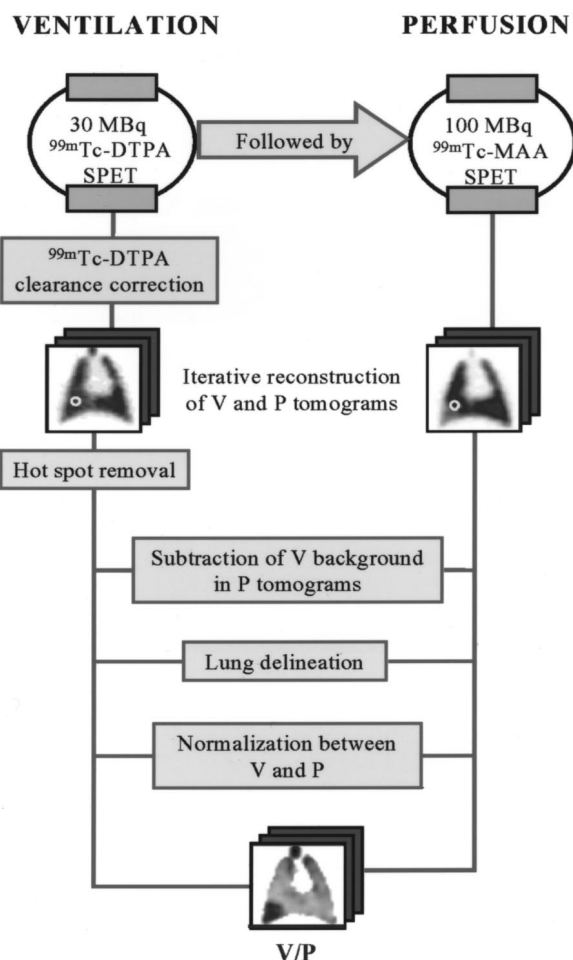 VENTILATION
PERFUSION
30 MBq
99mTc-DTPA
SPET
Followed by
100 MBq
99mTc-MAA
SPET
99mTc-DTPA
clearance correction
Iterative reconstruction
of V and P tomograms
Hot spot removal
Subtraction of V background
in P tomograms
Lung delineation
Normalization between
V and P
V/P